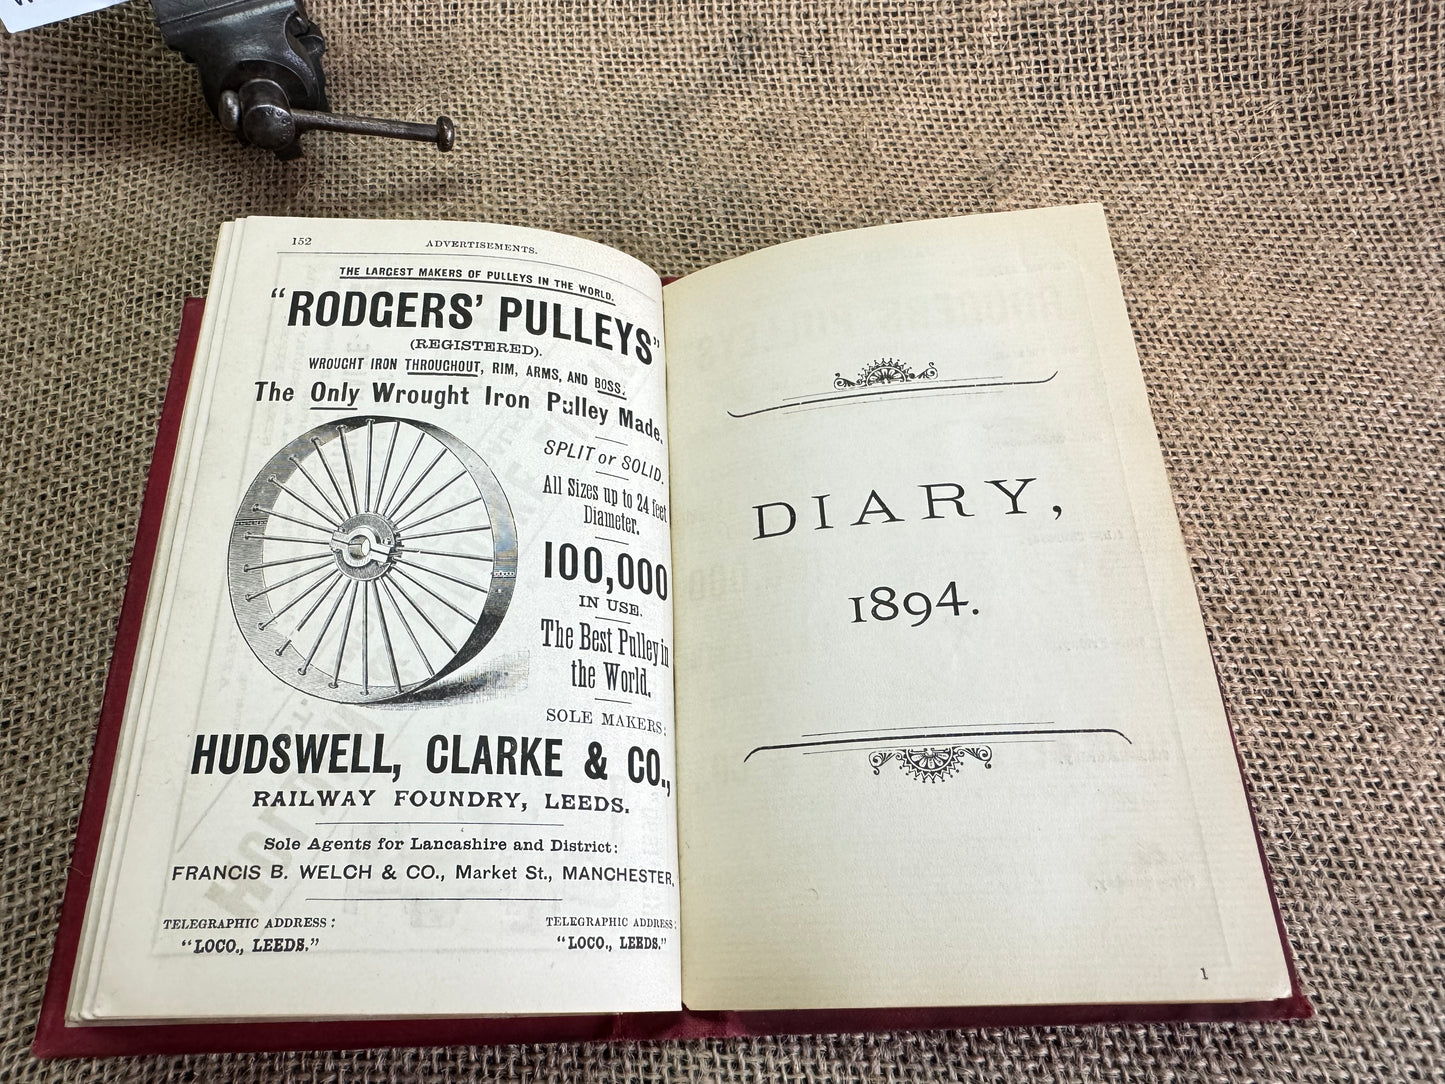 152
ADVERTISEMENTS.
THE LARGEST MAKERS OF PULLEYS IN THE WORLD.
"RODGERS' PULLEYS"
(REGISTERED).
WROUGHT IRON THROUGHOUT, RIM, ARMS, AND BOSS.
The Only Wrought Iron Pulley Made.
SPLIT or SOLID.
All Sizes up to 24 feet
Diameter.
100,000
IN USE.
The Best Pulley in
the World.
SOLE MAKERS:
HUDSWELL, CLARKE & CO.,
RAILWAY FOUNDRY, LEEDS.
Sole Agents for Lancashire and District:
FRANCIS B. WELCH & CO., Market St., MANCHESTER.
TELEGRAPHIC ADDRESS:
"LOCO., LEEDS."
TELEGRAPHIC ADDRESS:
"LOCO., LEEDS."
DIARY,
1894.
1